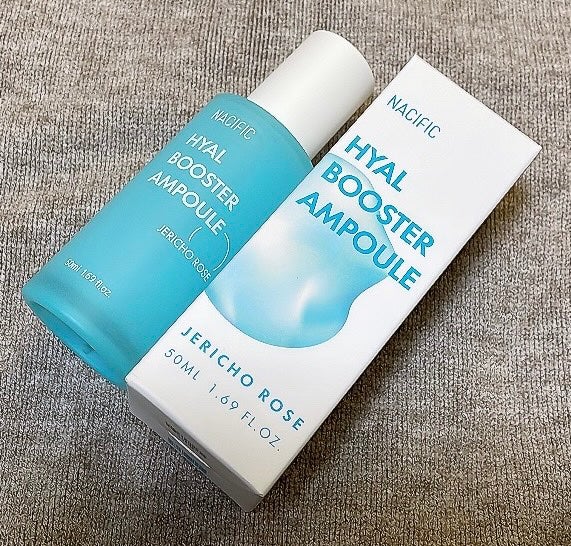 NACIFIC
HYAL
BOOSTER
AMPOULE
JERICHO ROSE
50ml 1.69 fl.oz.
NACIFIC
HYAL
BOOSTER
AMPOULE
JERICHO ROSE
50ML 1.69 FL.OZ.